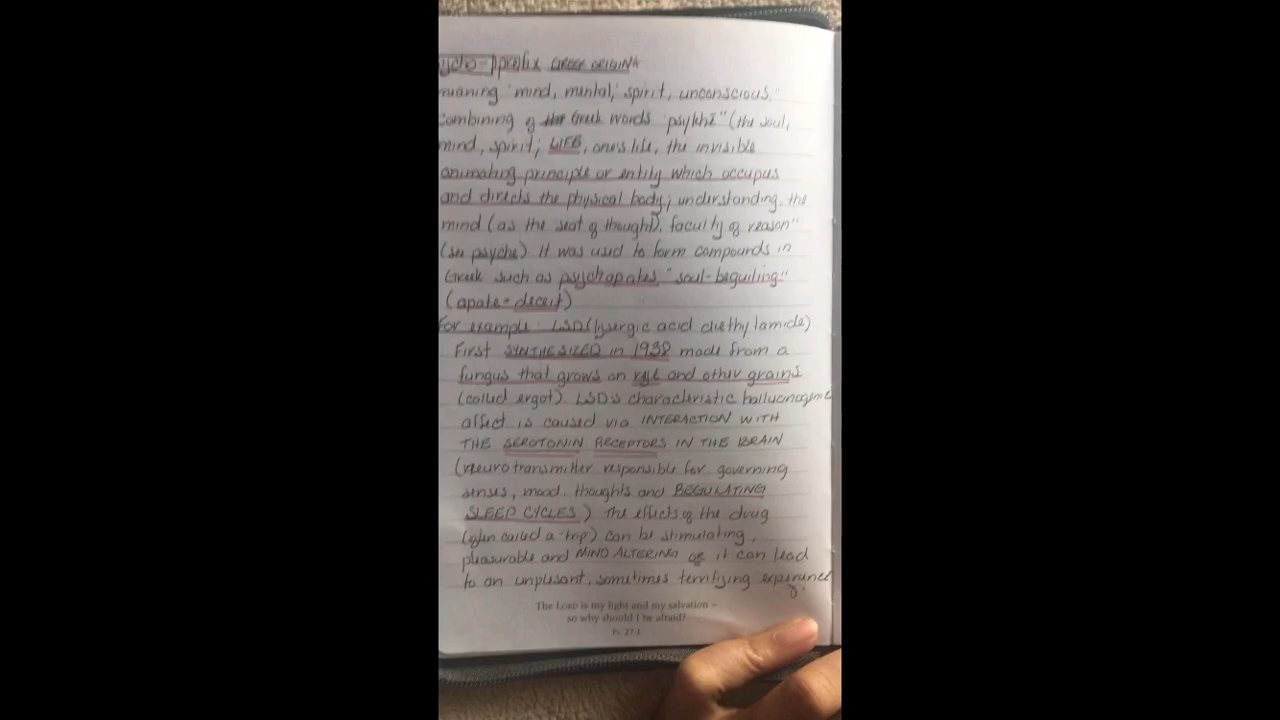 ycho- prefix GREEK ORIGIN*
meaning 'mind, mental,' spirit, unconscious,"
combining of the Greek words 'psykhē" (the soul,
mind, spirit; LIFE, one's life, the invisible
animating principle or entity which occupies
and directs the physical body; understanding, the
mind (as the seat of thought), faculty of reason"
(see psyche) It was used to form compounds in
Greek such as psychapates, "soul-beguiling"
(apate = deceit)
For example: LSD (lysergic acid diethylamide)
First SYNTHESIZED in 1938 made from a
fungus that grows on rye and other grains
(called ergot). LSD's characteristic hallucinogenic
affect is caused via INTERACTION WITH
THE SEROTONIN RECEPTORS IN THE BRAIN
(neurotransmitter responsible for governing
senses, mood, thoughts and REGULATING
SLEEP CYCLES) The effects of the drug
(often called a "trip") can be stimulating,
pleasurable and MIND ALTERING or it can lead
to an unplesant, sometimes terrifying experience
The LORD is my light and my salvation –
so why should I be afraid?
Ps 27:1